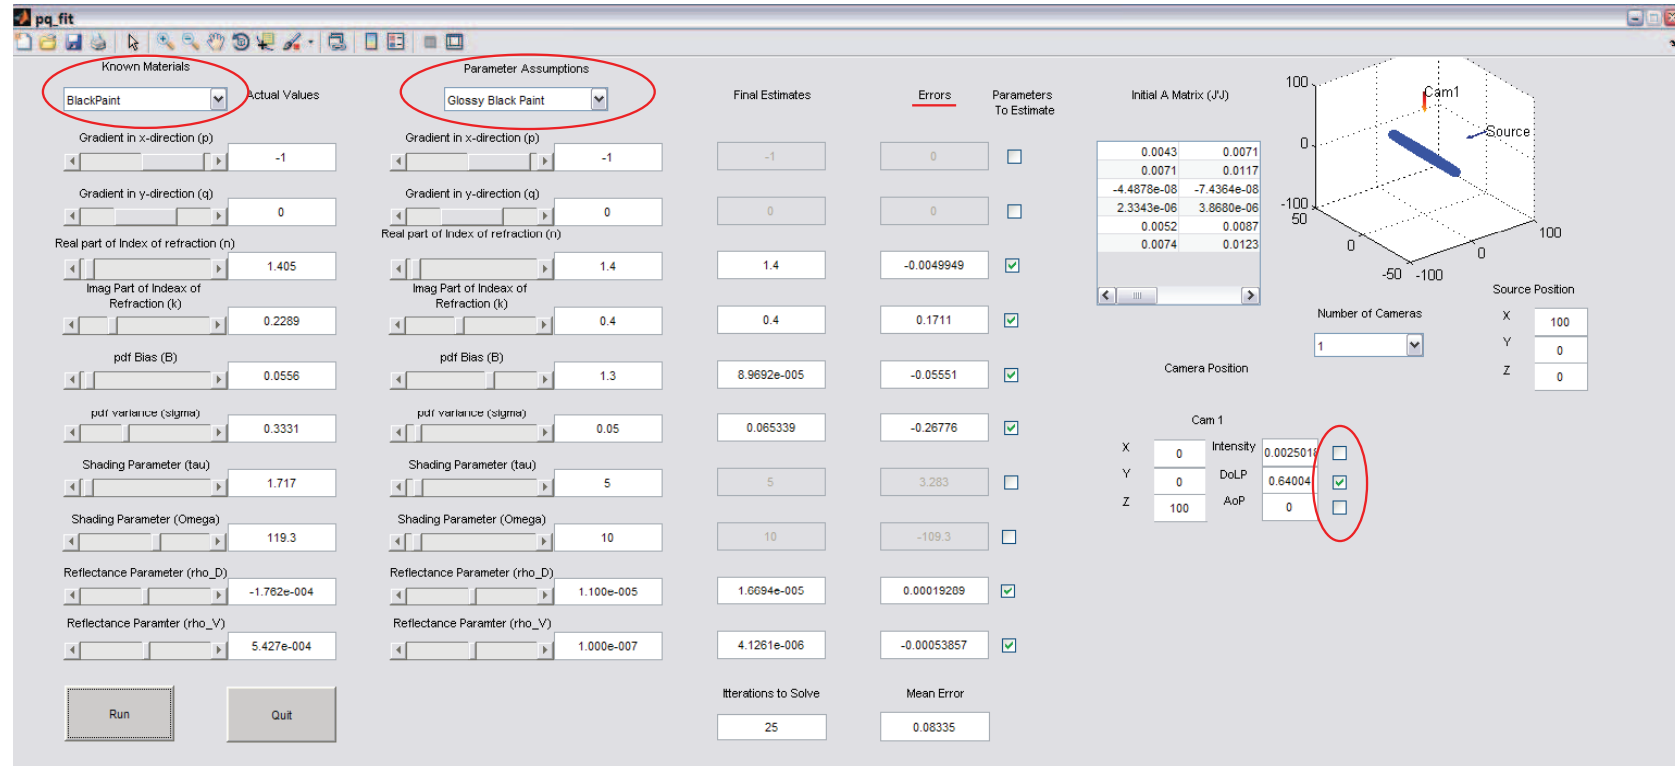 pq_fit
Known Materials
Parameter Assumptions
BlackPaint
Actual Values
Glossy Black Paint
Final Estimates
Errors
Parameters
To Estimate
Initial A Matrix (J'J)
Gradient in x-direction (p)
-1
Gradient in x-direction (p)
-1
-1
0
Gradient in y-direction (q)
0
Gradient in y-direction (q)
0
0
0
Real part of Index of refraction (n)
1.405
Real part of Index of refraction (n)
1.4
1.4
-0.0049949
Imag Part of Indeax of
Refraction (k)
0.2289
Imag Part of Indeax of
Refraction (k)
0.4
0.4
0.1711
pdf Bias (B)
0.0556
pdf Bias (B)
1.3
8.9692e-005
-0.05551
pdf variance (sigma)
0.3331
pdf variance (sigma)
0.05
0.065339
-0.26776
Shading Parameter (tau)
1.717
Shading Parameter (tau)
5
5
3.283
Shading Parameter (Omega)
119.3
Shading Parameter (Omega)
10
10
-109.3
Reflectance Parameter (rho_D)
-1.762e-004
Reflectance Parameter (rho_D)
1.100e-005
1.6694e-005
0.00019289
Reflectance Paramter (rho_V)
5.427e-004
Reflectance Paramter (rho_V)
1.000e-007
4.1261e-006
-0.00053857
Run
Quit
Itterations to Solve
25
Mean Error
0.08335
0.0043 0.0071
0.0071 0.0117
-4.4878e-08 -7.4364e-08
2.3343e-06 3.8680e-06
0.0052 0.0087
0.0074 0.0123
100
0
-100
50
0
-50
-100
0
100
Cam1
Source
Number of Cameras
1
Source Position
X 100
Y 0
Z 0
Camera Position
Cam 1
X 0 Intensity 0.0025018
Y 0 DoLP 0.64004
Z 100 AoP 0